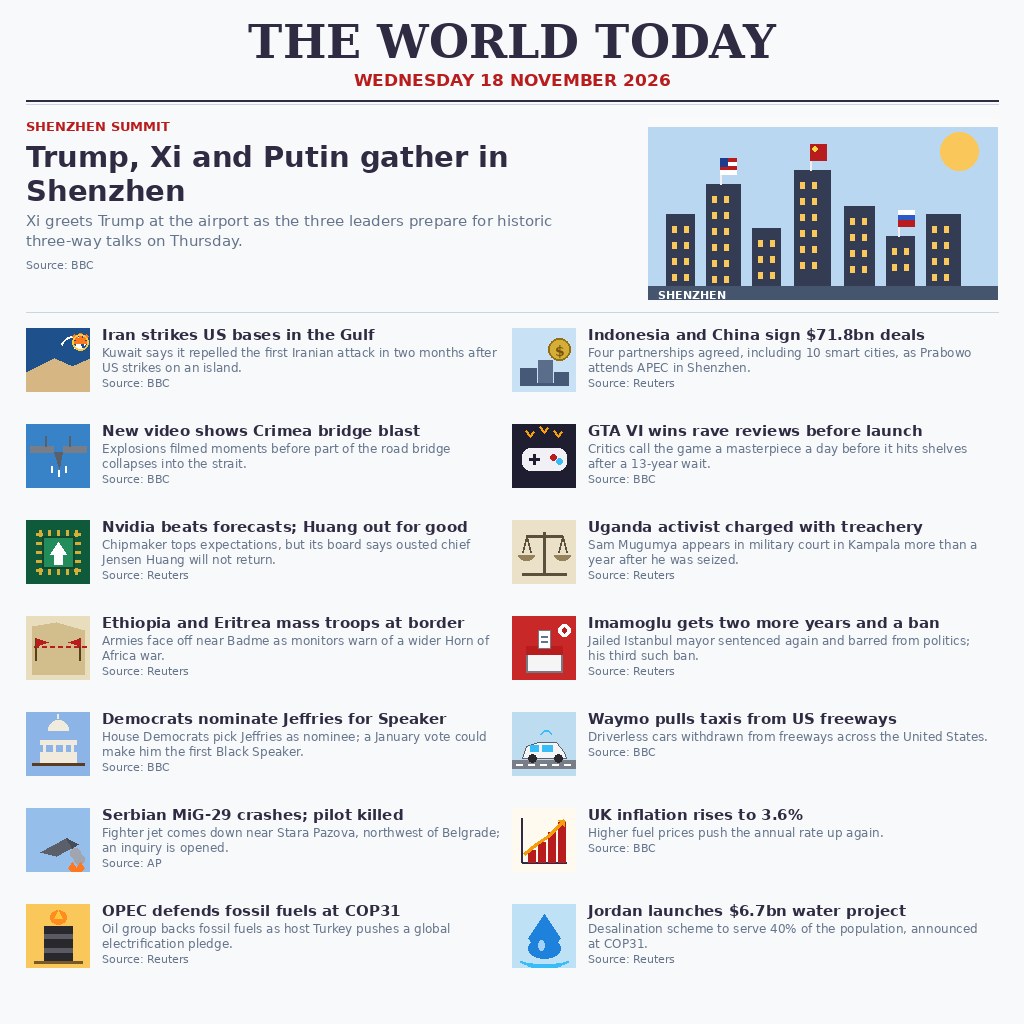 THE WORLD TODAY
WEDNESDAY 18 NOVEMBER 2026
SHENZHEN SUMMIT
Trump, Xi and Putin gather in
Shenzhen
Xi greets Trump at the airport as the three leaders prepare for historic
three-way talks on Thursday.
Source: BBC
SHENZHEN
Iran strikes US bases in the Gulf
Kuwait says it repelled the first Iranian attack in two months after
US strikes on an island.
Source: BBC
Indonesia and China sign $71.8bn deals
Four partnerships agreed, including 10 smart cities, as Prabowo
attends APEC in Shenzhen.
Source: Reuters
$
New video shows Crimea bridge blast
Explosions filmed moments before part of the road bridge
collapses into the strait.
Source: BBC
GTA VI wins rave reviews before launch
Critics call the game a masterpiece a day before it hits shelves
after a 13-year wait.
Source: BBC
Nvidia beats forecasts; Huang out for good
Chipmaker tops expectations, but its board says ousted chief
Jensen Huang will not return.
Source: Reuters
Uganda activist charged with treachery
Sam Mugumya appears in military court in Kampala more than a
year after he was seized.
Source: Reuters
Ethiopia and Eritrea mass troops at border
Armies face off near Badme as monitors warn of a wider Horn of
Africa war.
Source: Reuters
Imamoglu gets two more years and a ban
Jailed Istanbul mayor sentenced again and barred from politics;
his third such ban.
Source: Reuters
Democrats nominate Jeffries for Speaker
House Democrats pick Jeffries as nominee; a January vote could
make him the first Black Speaker.
Source: BBC
Waymo pulls taxis from US freeways
Driverless cars withdrawn from freeways across the United States.
Source: BBC
Serbian MiG-29 crashes; pilot killed
Fighter jet comes down near Stara Pazova, northwest of Belgrade;
an inquiry is opened.
Source: AP
UK inflation rises to 3.6%
Higher fuel prices push the annual rate up again.
Source: BBC
OPEC defends fossil fuels at COP31
Oil group backs fossil fuels as host Turkey pushes a global
electrification pledge.
Source: Reuters
Jordan launches $6.7bn water project
Desalination scheme to serve 40% of the population, announced
at COP31.
Source: Reuters